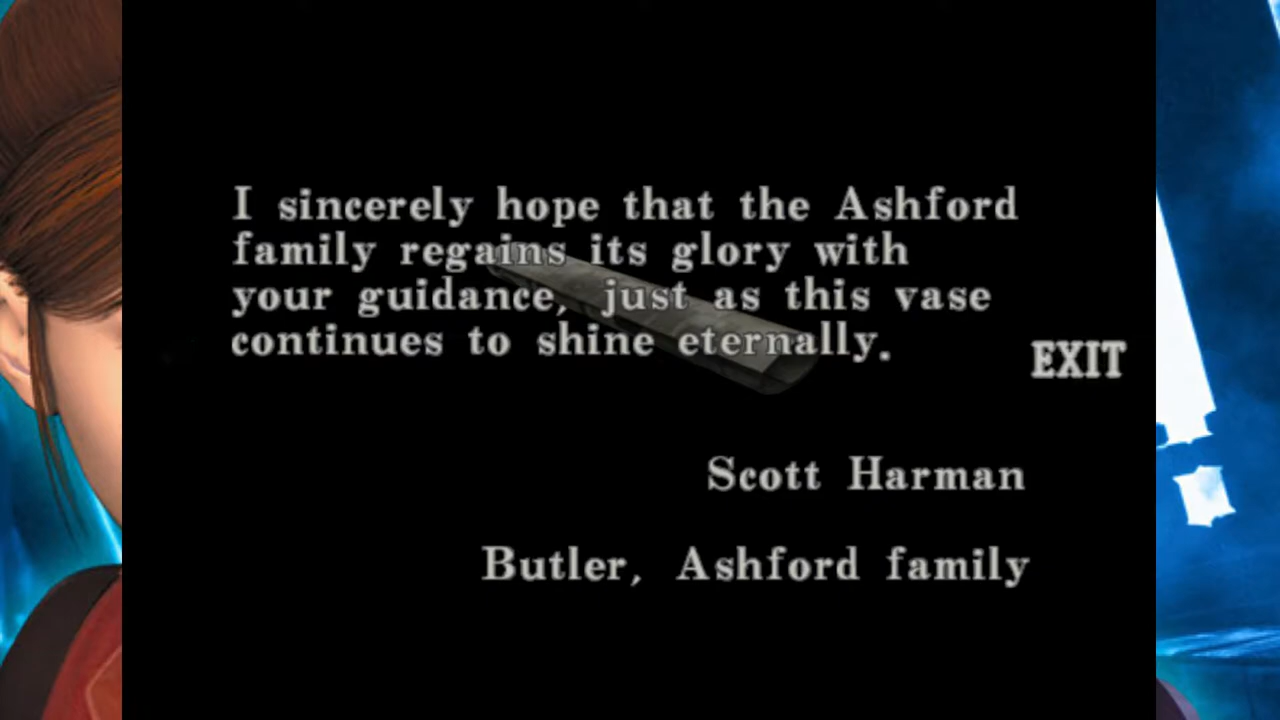 I sincerely hope that the Ashford
family regains its glory with
your guidance, just as this vase
continues to shine eternally.
EXIT
Scott Harman
Butler, Ashford family